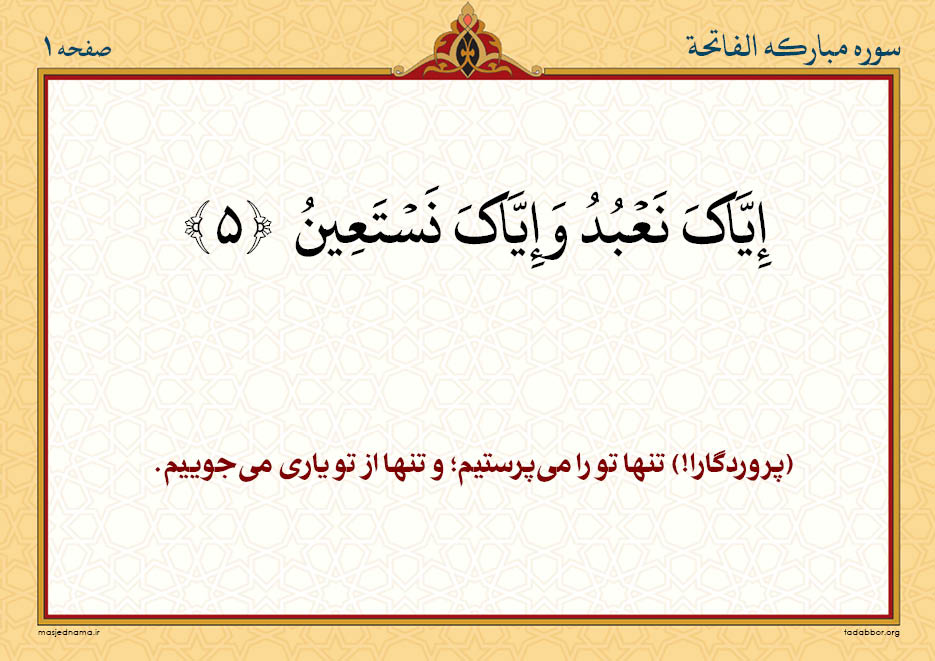 سوره مبارکه الفاتحة
صفحه ۱
إِیَّاکَ نَعْبُدُ وَإِیَّاکَ نَسْتَعِینُ ﴿۵﴾
(پروردگارا!) تنها تو را می‌پرستیم؛ و تنها از تو یاری می‌جوییم.
masjednama.ir
tadabbor.org